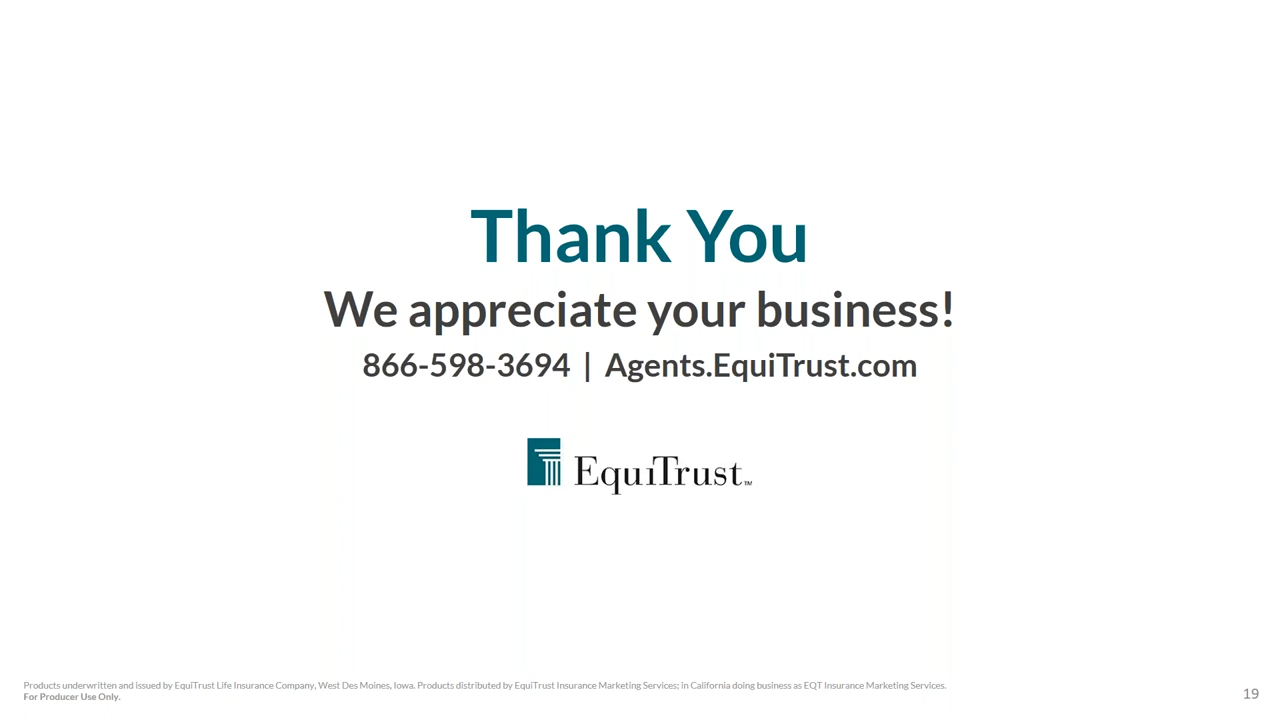 Thank You
We appreciate your business!
866-598-3694 | Agents.EquiTrust.com
EquiTrust™
Products underwritten and issued by EquiTrust Life Insurance Company, West Des Moines, Iowa. Products distributed by EquiTrust Insurance Marketing Services; in California doing business as EQT Insurance Marketing Services.
For Producer Use Only.
19